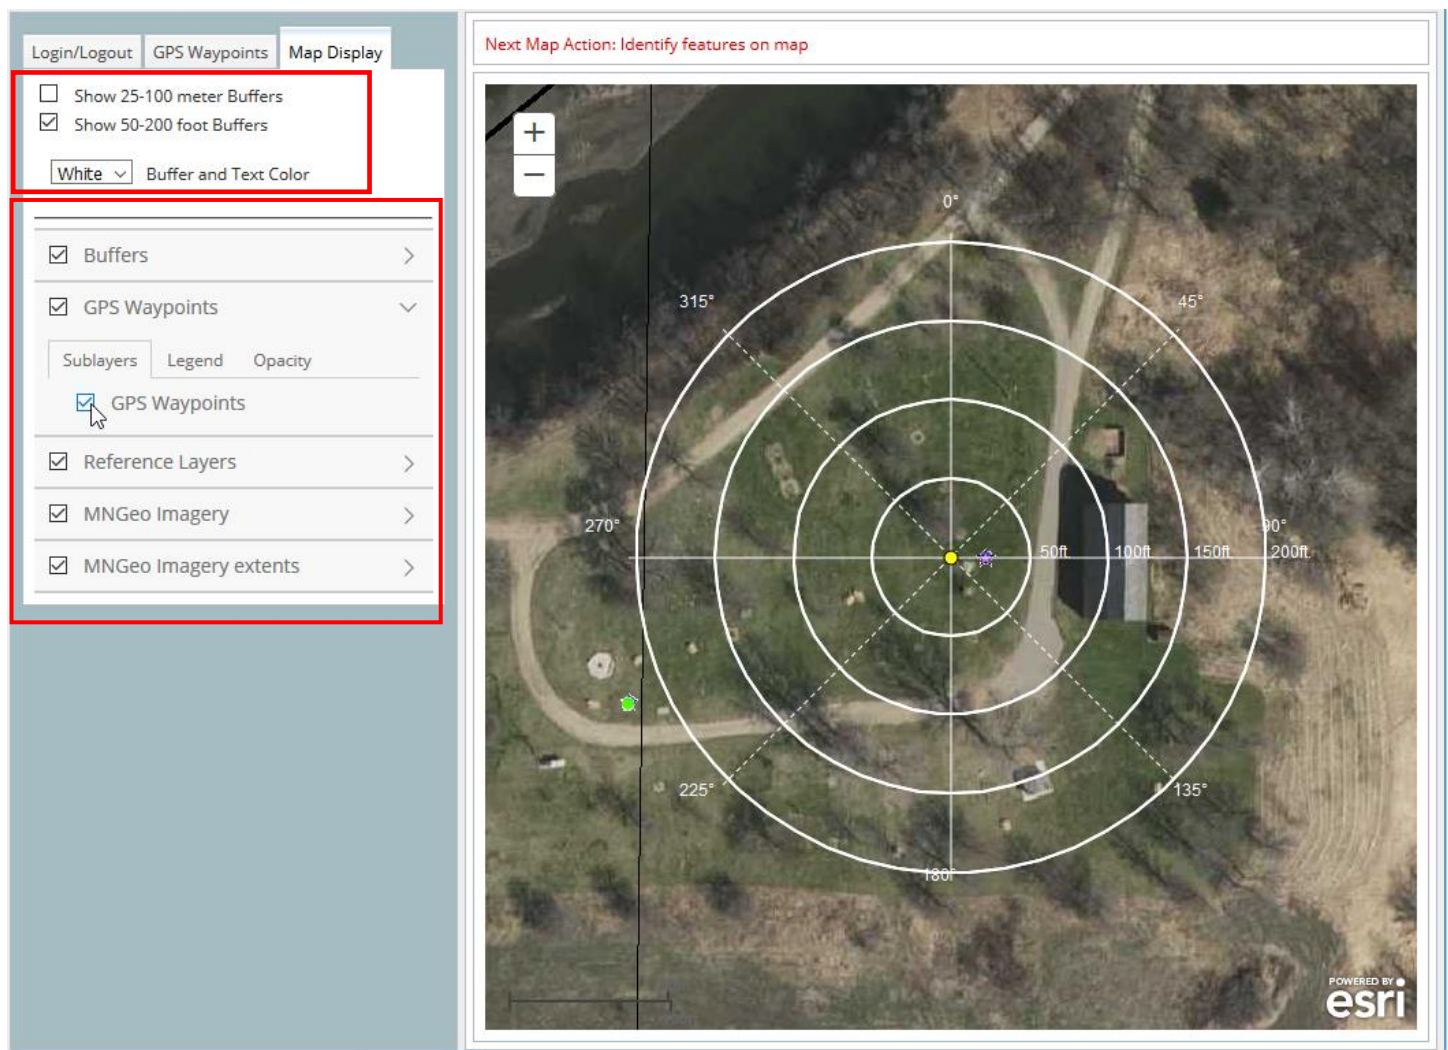 Login/Logout GPS Waypoints Map Display
Show 25-100 meter Buffers
Show 50-200 foot Buffers
White Buffer and Text Color
Buffers
GPS Waypoints
Sublayers Legend Opacity
GPS Waypoints
Reference Layers
MNGeo Imagery
MNGeo Imagery extents
Next Map Action: Identify features on map
+
−
0°
315° 45°
270° 90°
50ft. 100ft. 150ft. 200ft.
225° 135°
180°
POWERED BY
esri